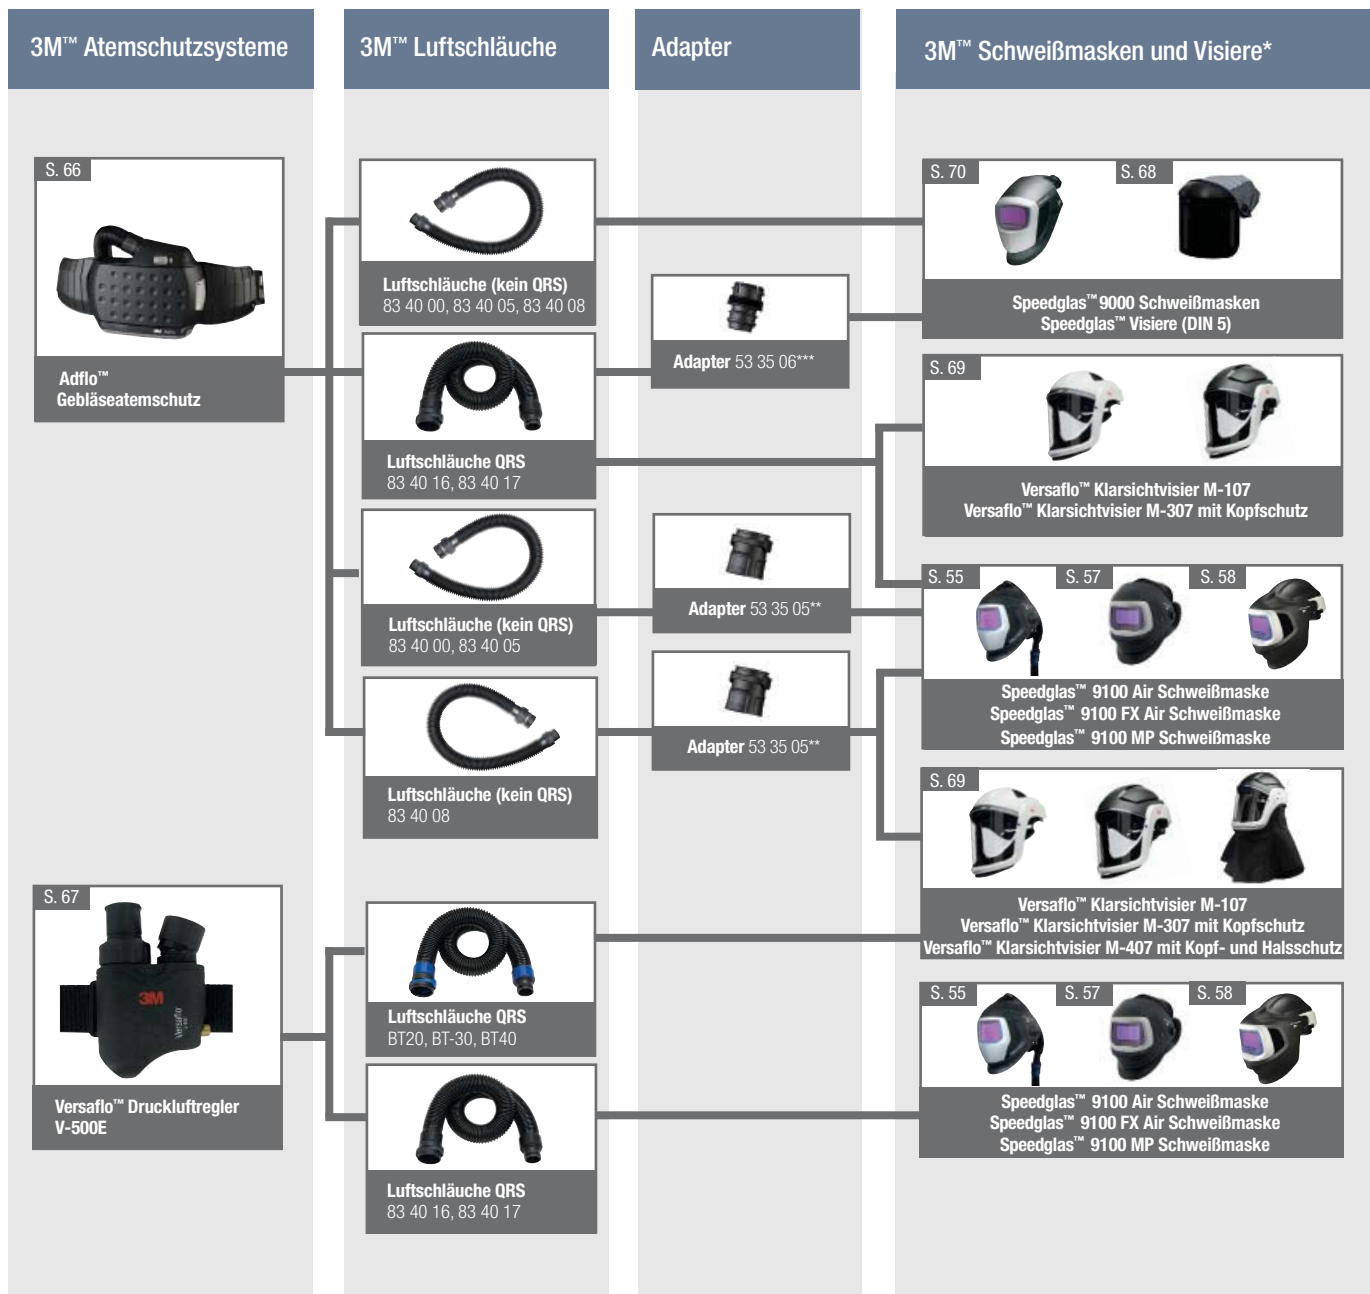 3M™ Atemschutzsysteme
3M™ Luftschläuche
Adapter
3M™ Schweißmasken und Visiere*
S. 66
Adflo™
Gebläseatemschutz
S. 67
3M
Versaflo™ Druckluftregler
V-500E
Luftschläuche (kein QRS)
83 40 00, 83 40 05, 83 40 08
Luftschläuche QRS
83 40 16, 83 40 17
Luftschläuche (kein QRS)
83 40 00, 83 40 05
Luftschläuche (kein QRS)
83 40 08
Luftschläuche QRS
BT20, BT-30, BT40
Luftschläuche QRS
83 40 16, 83 40 17
Adapter 53 35 06***
Adapter 53 35 05**
Adapter 53 35 05**
S. 70
S. 68
Speedglas™ 9000 Schweißmasken
Speedglas™ Visiere (DIN 5)
S. 69
Versaflo™ Klarsichtvisier M-107
Versaflo™ Klarsichtvisier M-307 mit Kopfschutz
S. 55
S. 57
S. 58
Speedglas™ 9100 Air Schweißmaske
Speedglas™ 9100 FX Air Schweißmaske
Speedglas™ 9100 MP Schweißmaske
S. 69
Versaflo™ Klarsichtvisier M-107
Versaflo™ Klarsichtvisier M-307 mit Kopfschutz
Versaflo™ Klarsichtvisier M-407 mit Kopf- und Halsschutz
S. 55
S. 57
S. 58
Speedglas™ 9100 Air Schweißmaske
Speedglas™ 9100 FX Air Schweißmaske
Speedglas™ 9100 MP Schweißmaske